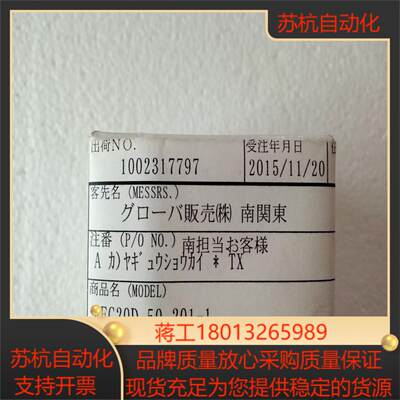 苏杭自动化
苏杭自动化
出荷NO.
受注年月日
1002317797
2015/11/20
客先名 (MESSRS.)
グローバ販売㈱ 南関東
注番 (P/O NO.) 南担当お客様
A カ)ヤギュウショウカイ * TX
商品名 (MODEL)
苏杭自动化
支持开票
蒋工18013265989
品牌质量放心采购质量保证
现货充足为您提供稳定的货源